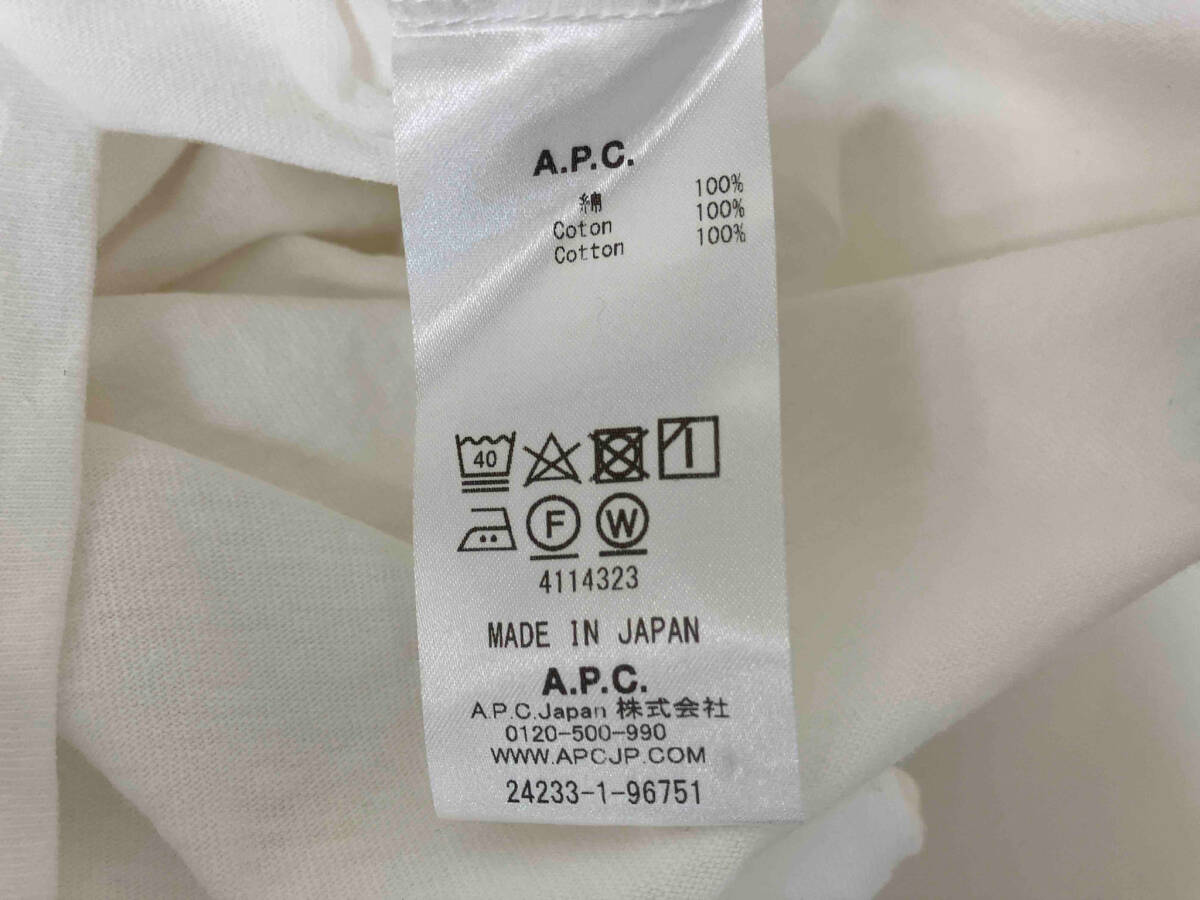 A.P.C.
綿 100%
Coton 100%
Cotton 100%
40
F W
4114323
MADE IN JAPAN
A.P.C.
A.P.C.Japan 株式会社
0120-500-990
WWW.APCJP.COM
24233-1-96751